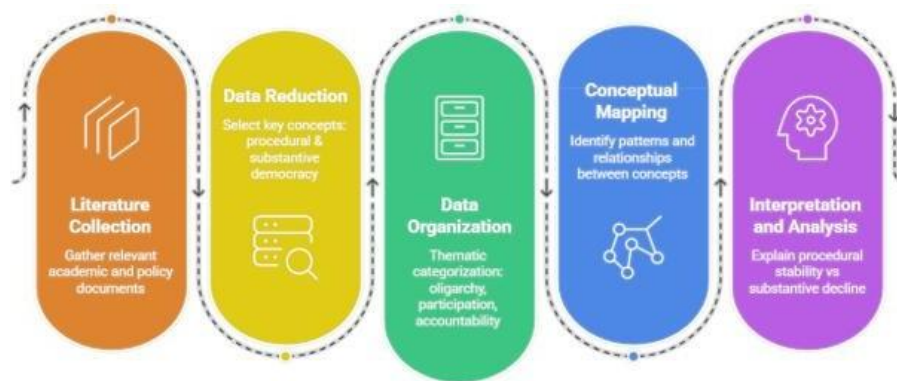 Literature
Collection
Gather relevant
academic and policy
documents
Data Reduction
Select key concepts:
procedural &
substantive
democracy
Data
Organization
Thematic
categorization:
oligarchy,
participation,
accountability
Conceptual
Mapping
Identify patterns and
relationships
between concepts
Interpretation
and Analysis
Explain procedural
stability vs
substantive decline